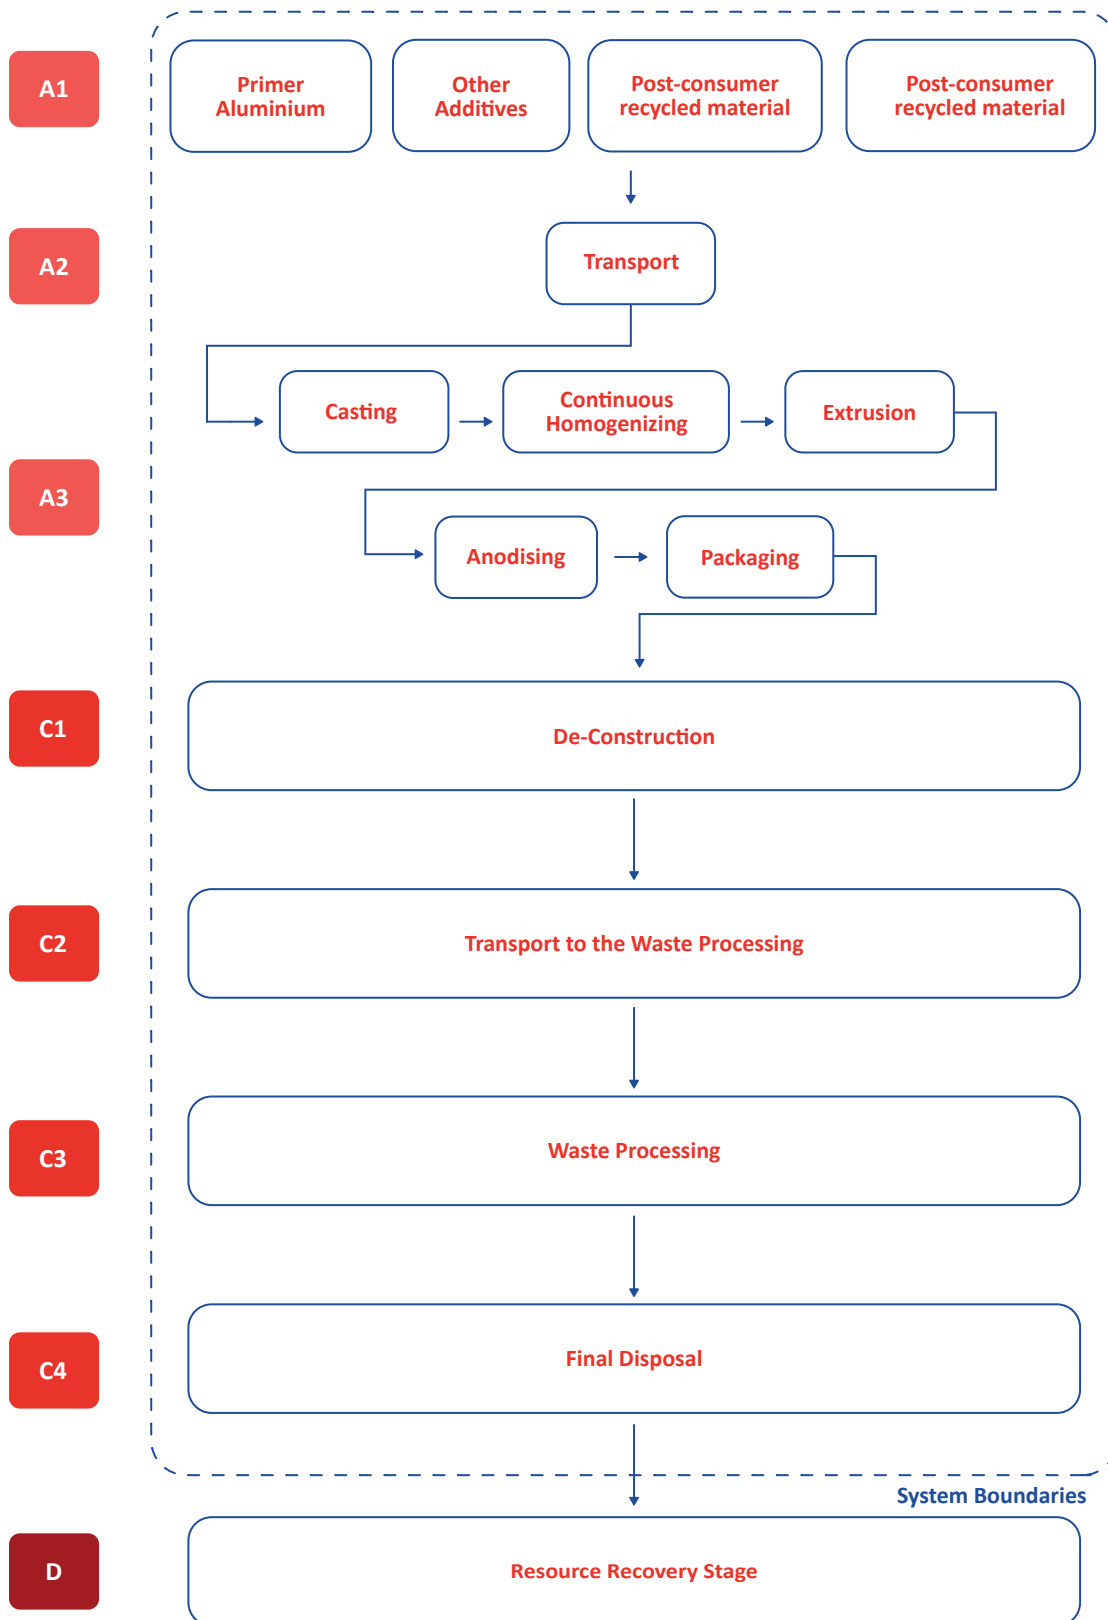 A1
Primer
Aluminium
Other
Additives
Post-consumer
recycled material
Post-consumer
recycled material
A2
Transport
Casting
Continuous
Homogenizing
Extrusion
A3
Anodising
Packaging
C1
De-Construction
C2
Transport to the Waste Processing
C3
Waste Processing
C4
Final Disposal
System Boundaries
D
Resource Recovery Stage